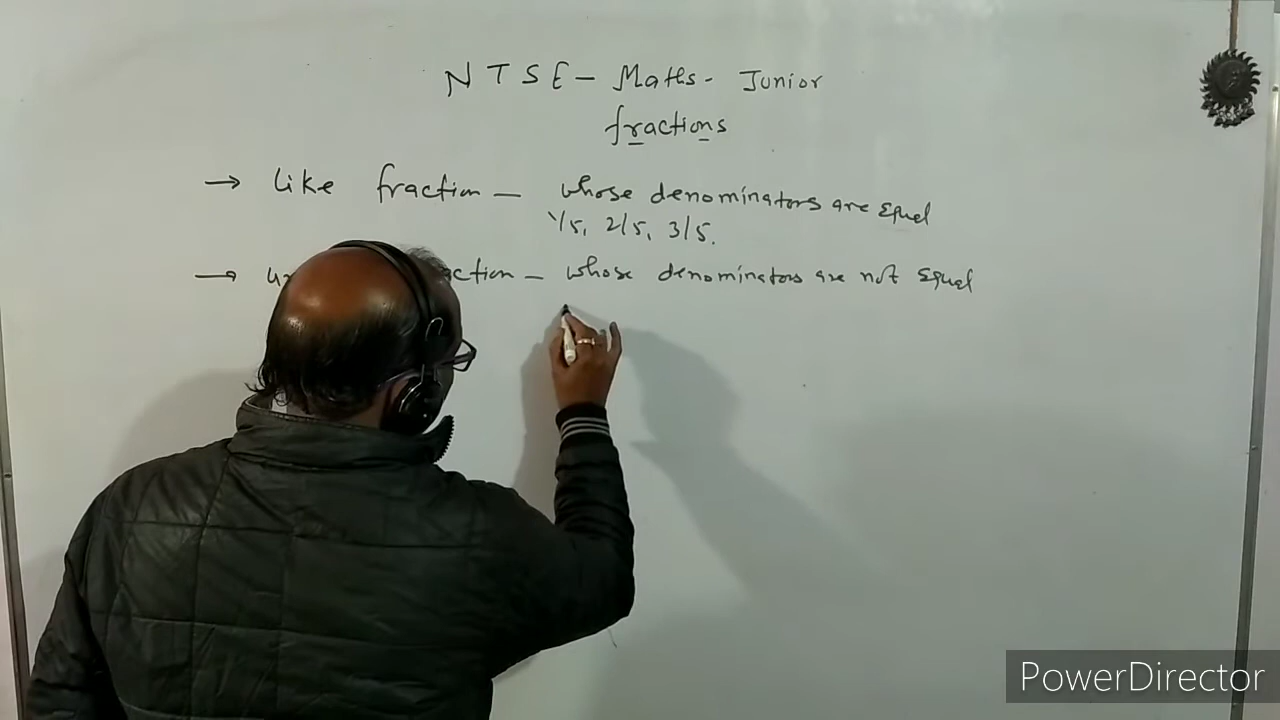 NTSE - Maths - Junior
fractions
→ Like fraction - whose denominators are Equal
1/5, 2/5, 3/5.
→ - whose denominators are not Equal
PowerDirector